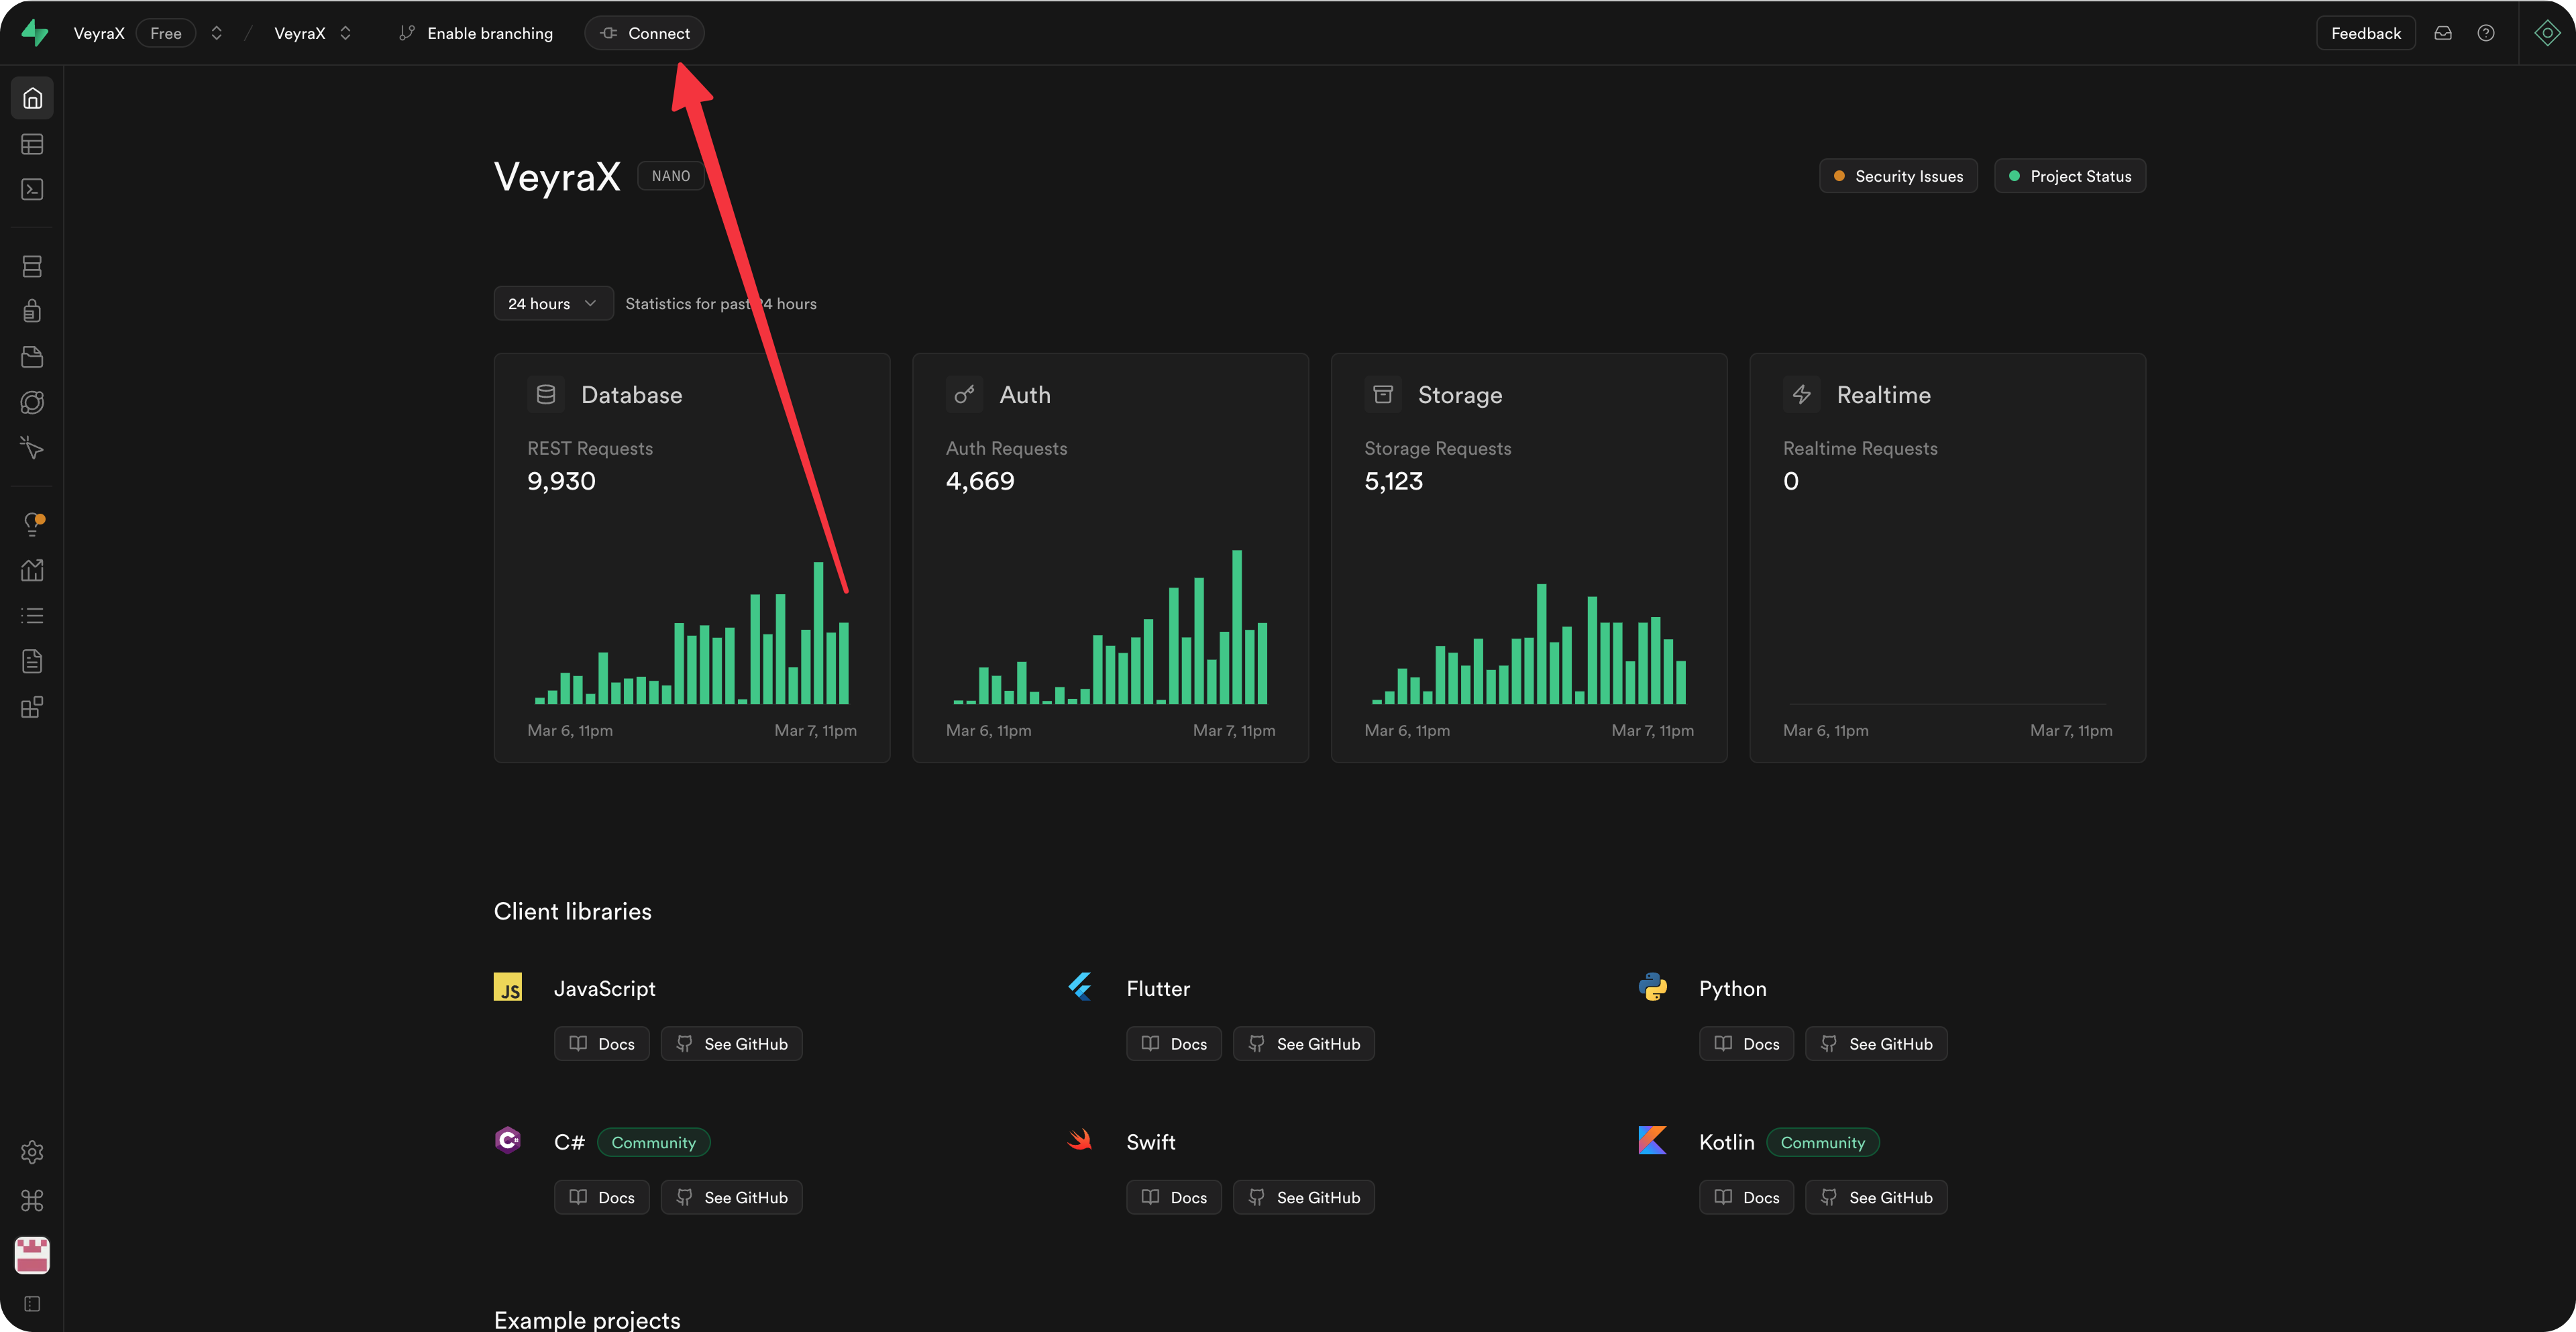 VeyraX Free / VeyraX Enable branching Connect Feedback
VeyraX NANO Security Issues Project Status
24 hours Statistics for past 24 hours
Database
REST Requests
9,930
Mar 6, 11pm Mar 7, 11pm
Auth
Auth Requests
4,669
Mar 6, 11pm Mar 7, 11pm
Storage
Storage Requests
5,123
Mar 6, 11pm Mar 7, 11pm
Realtime
Realtime Requests
0
Mar 6, 11pm Mar 7, 11pm
Client libraries
JS JavaScript
Docs See GitHub
Flutter
Docs See GitHub
Python
Docs See GitHub
C# Community
Docs See GitHub
Swift
Docs See GitHub
Kotlin Community
Docs See GitHub
Example projects